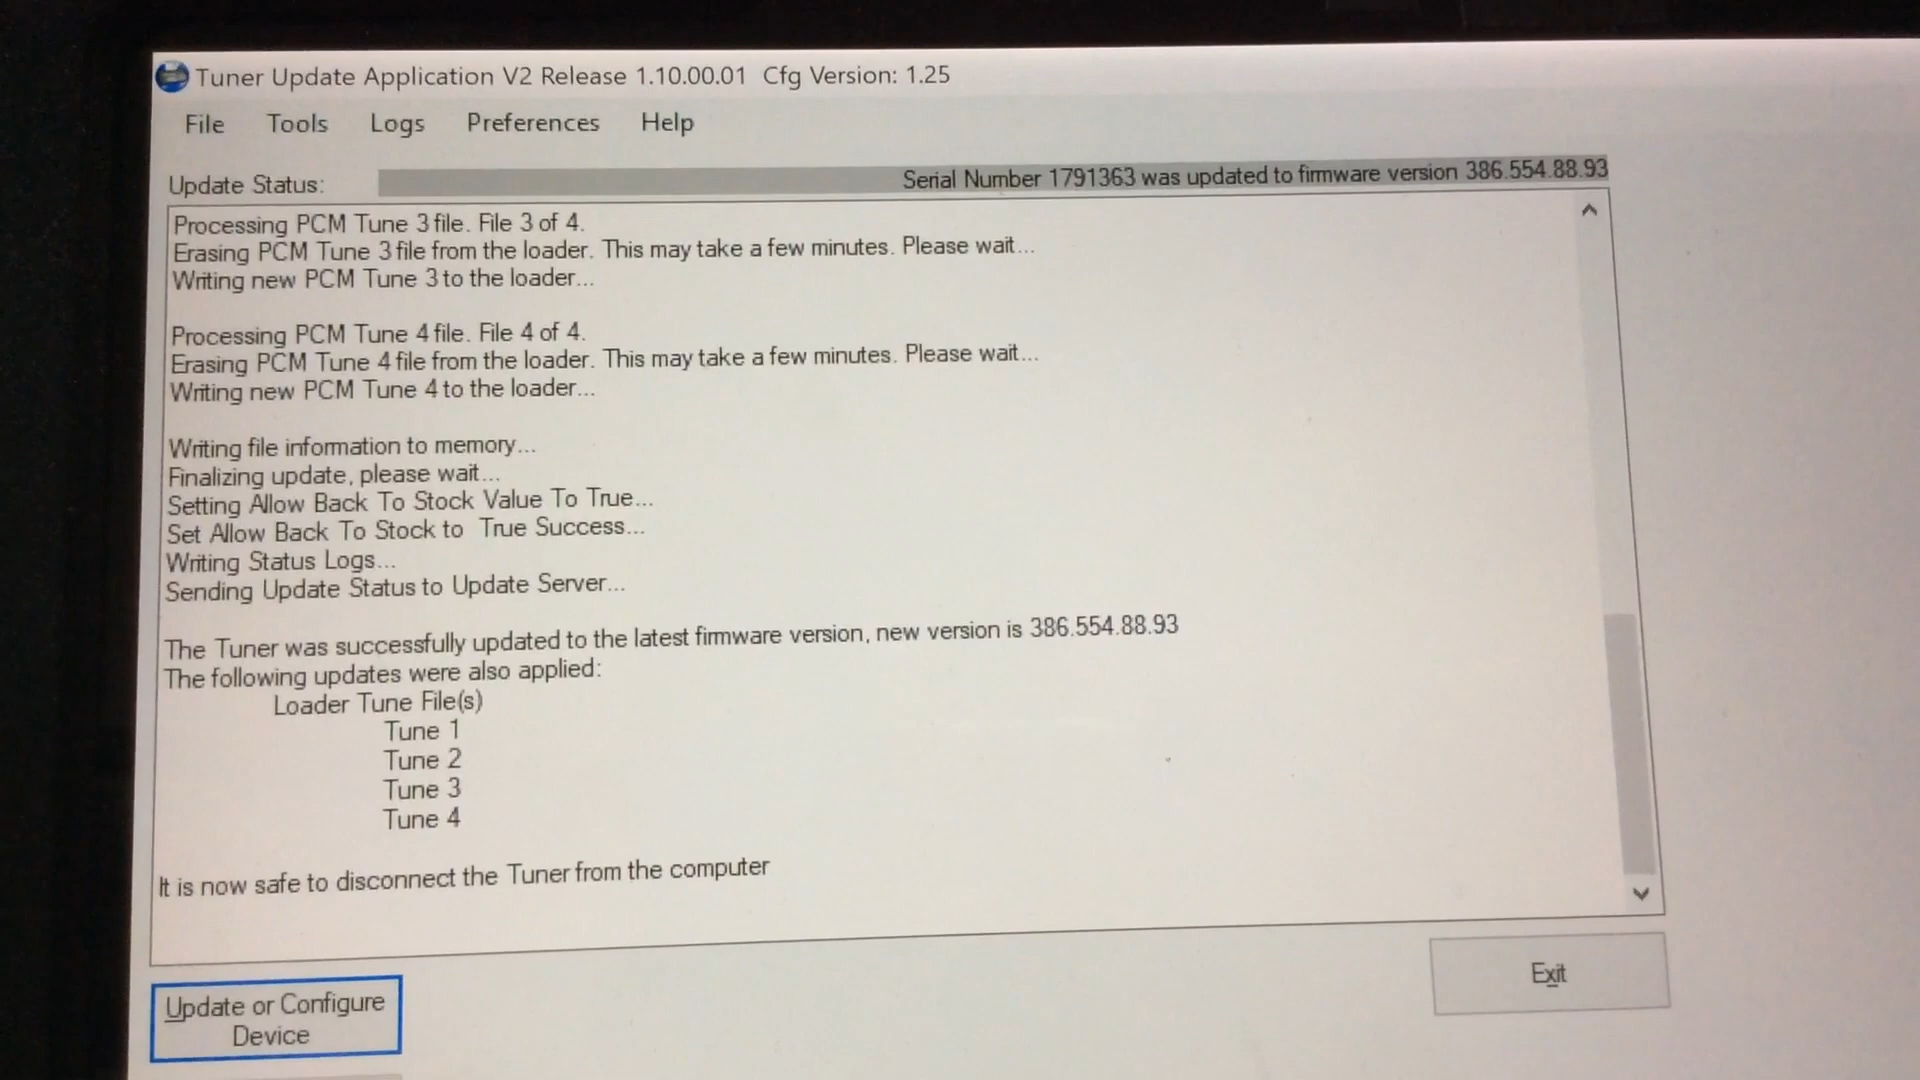 Tuner Update Application V2 Release 1.10.00.01 Cfg Version: 1.25
File Tools Logs Preferences Help
Update Status: Serial Number 1791363 was updated to firmware version 386.554.88.93
Processing PCM Tune 3 file. File 3 of 4.
Erasing PCM Tune 3 file from the loader. This may take a few minutes. Please wait...
Writing new PCM Tune 3 to the loader...
Processing PCM Tune 4 file. File 4 of 4.
Erasing PCM Tune 4 file from the loader. This may take a few minutes. Please wait...
Writing new PCM Tune 4 to the loader...
Writing file information to memory...
Finalizing update, please wait...
Setting Allow Back To Stock Value To True...
Set Allow Back To Stock to True Success...
Writing Status Logs...
Sending Update Status to Update Server...
The Tuner was successfully updated to the latest firmware version, new version is 386.554.88.93
The following updates were also applied:
Loader Tune File(s)
Tune 1
Tune 2
Tune 3
Tune 4
It is now safe to disconnect the Tuner from the computer
Exit
Update or Configure
Device